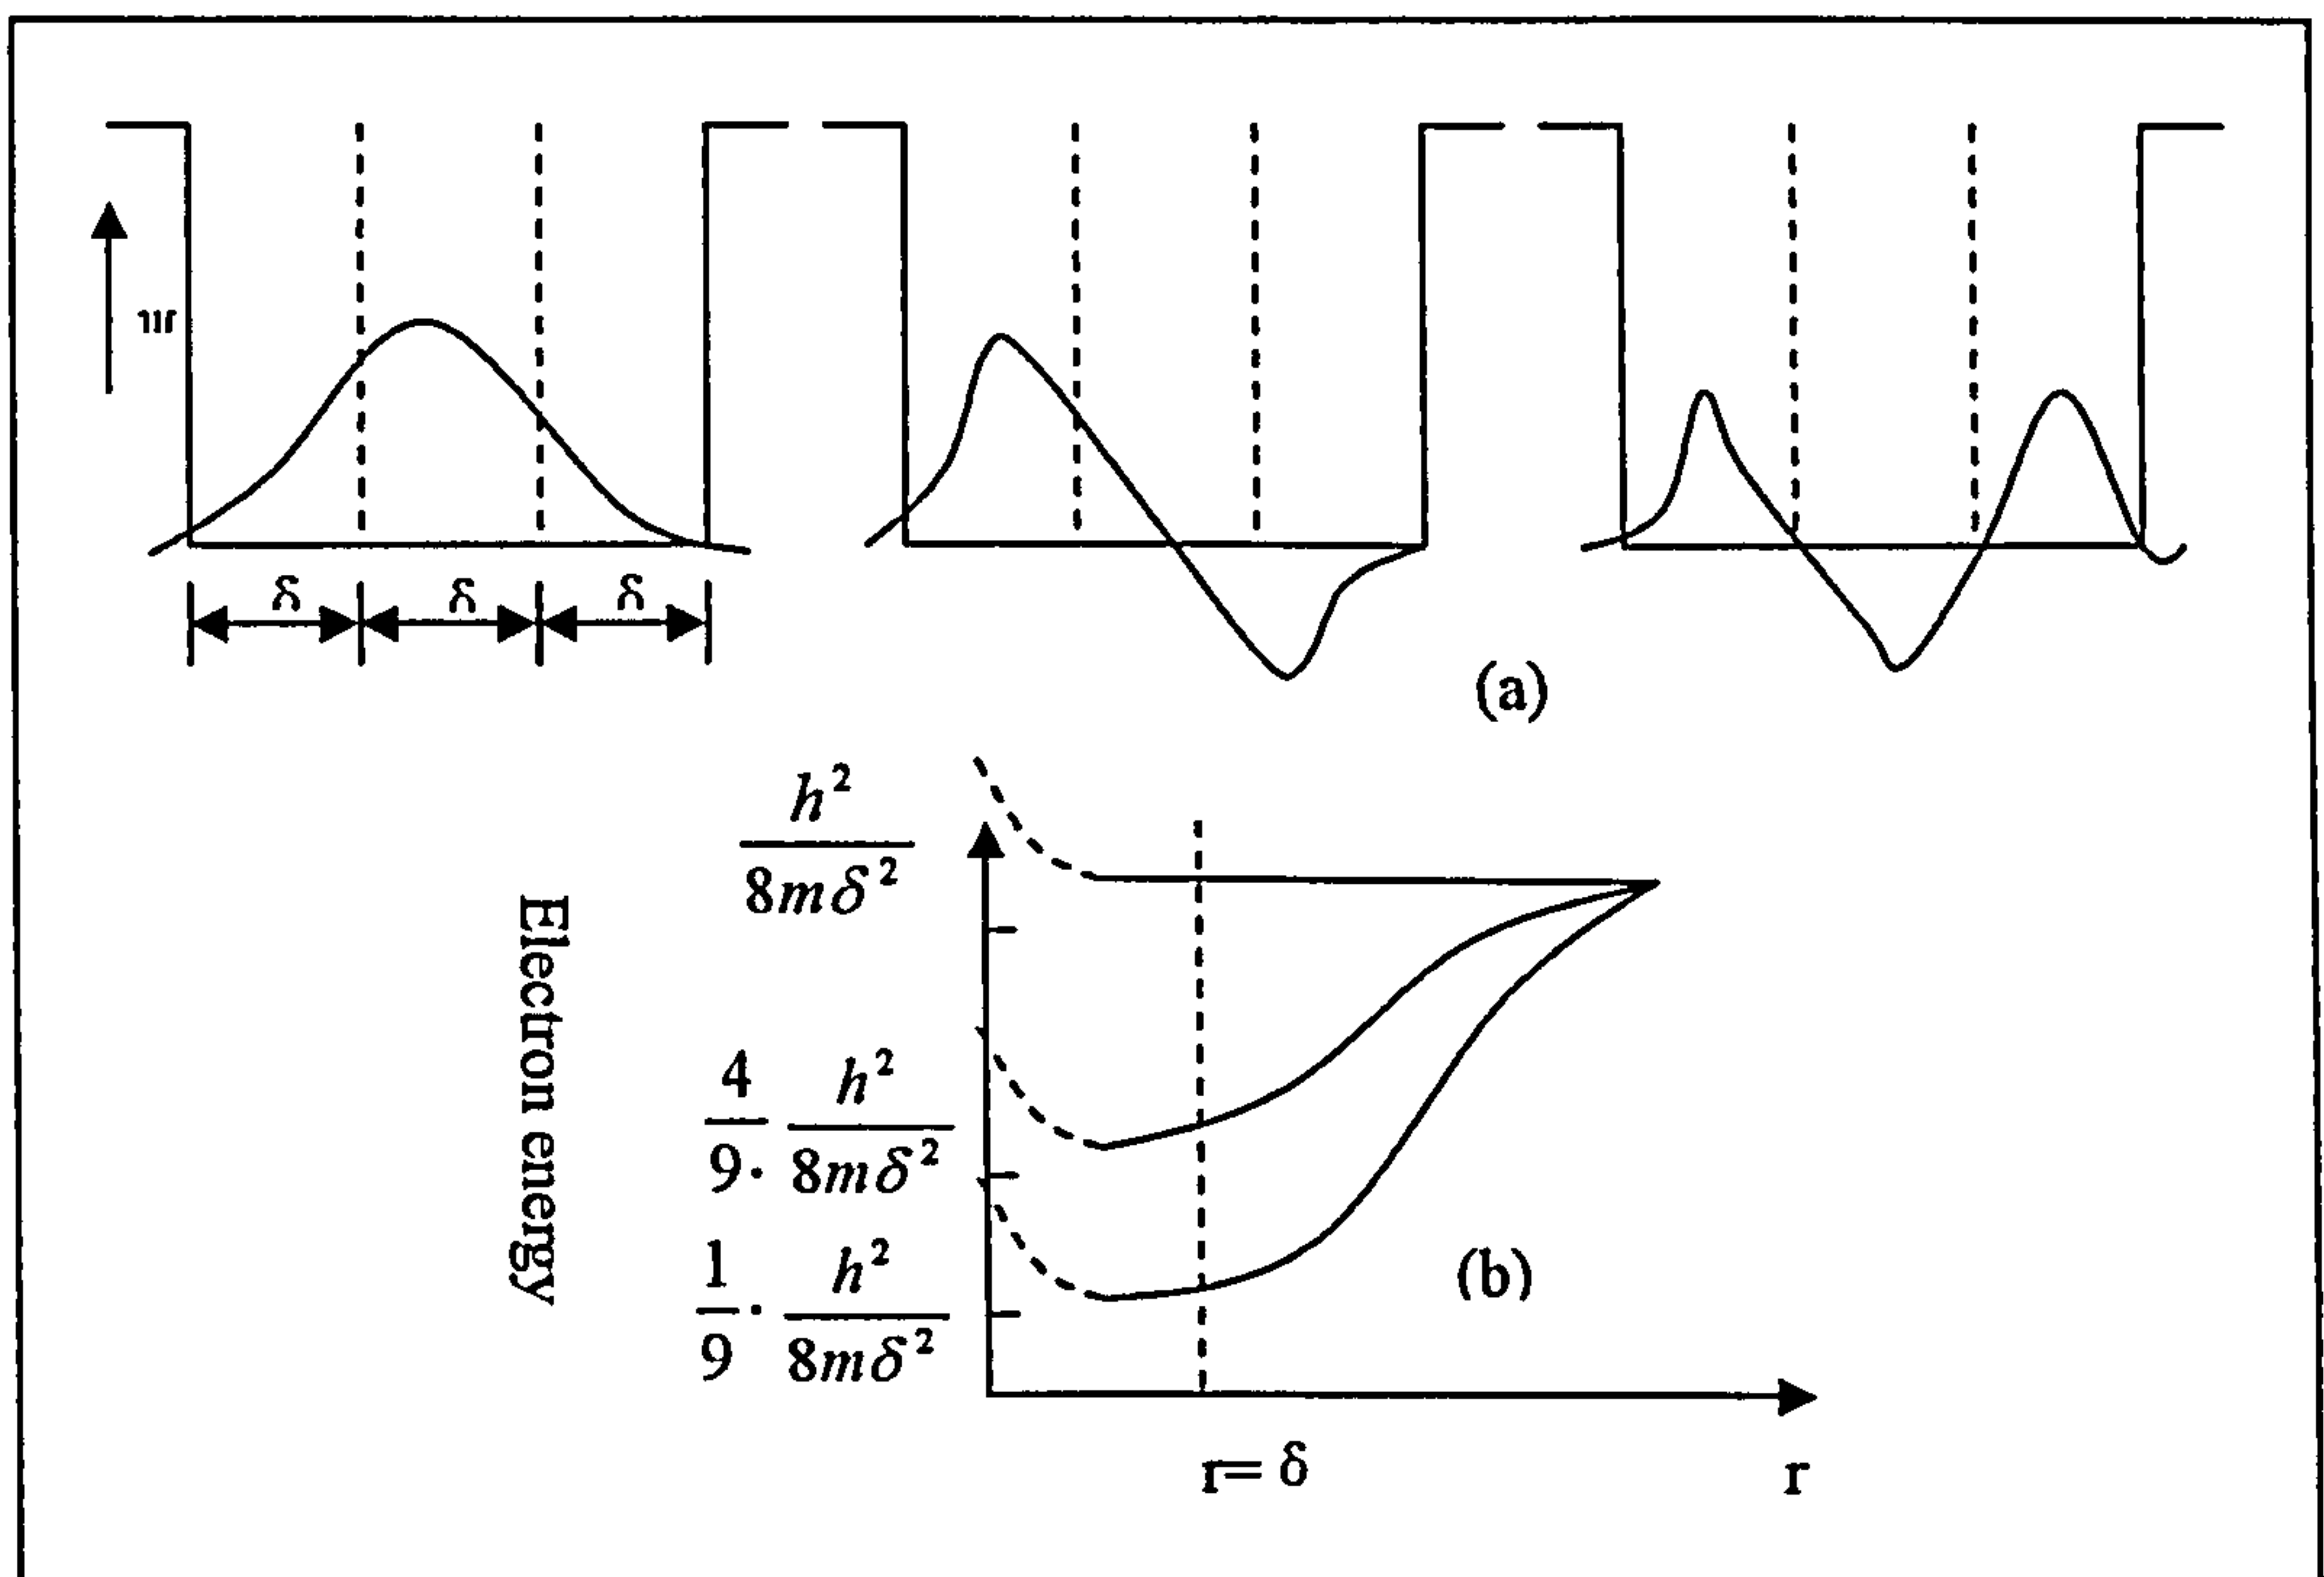 E
δ δ δ
(a)
h²/8mδ²
Electron energy
4/9 · h²/8mδ²
1/9 · h²/8mδ²
(b)
r= δ
r